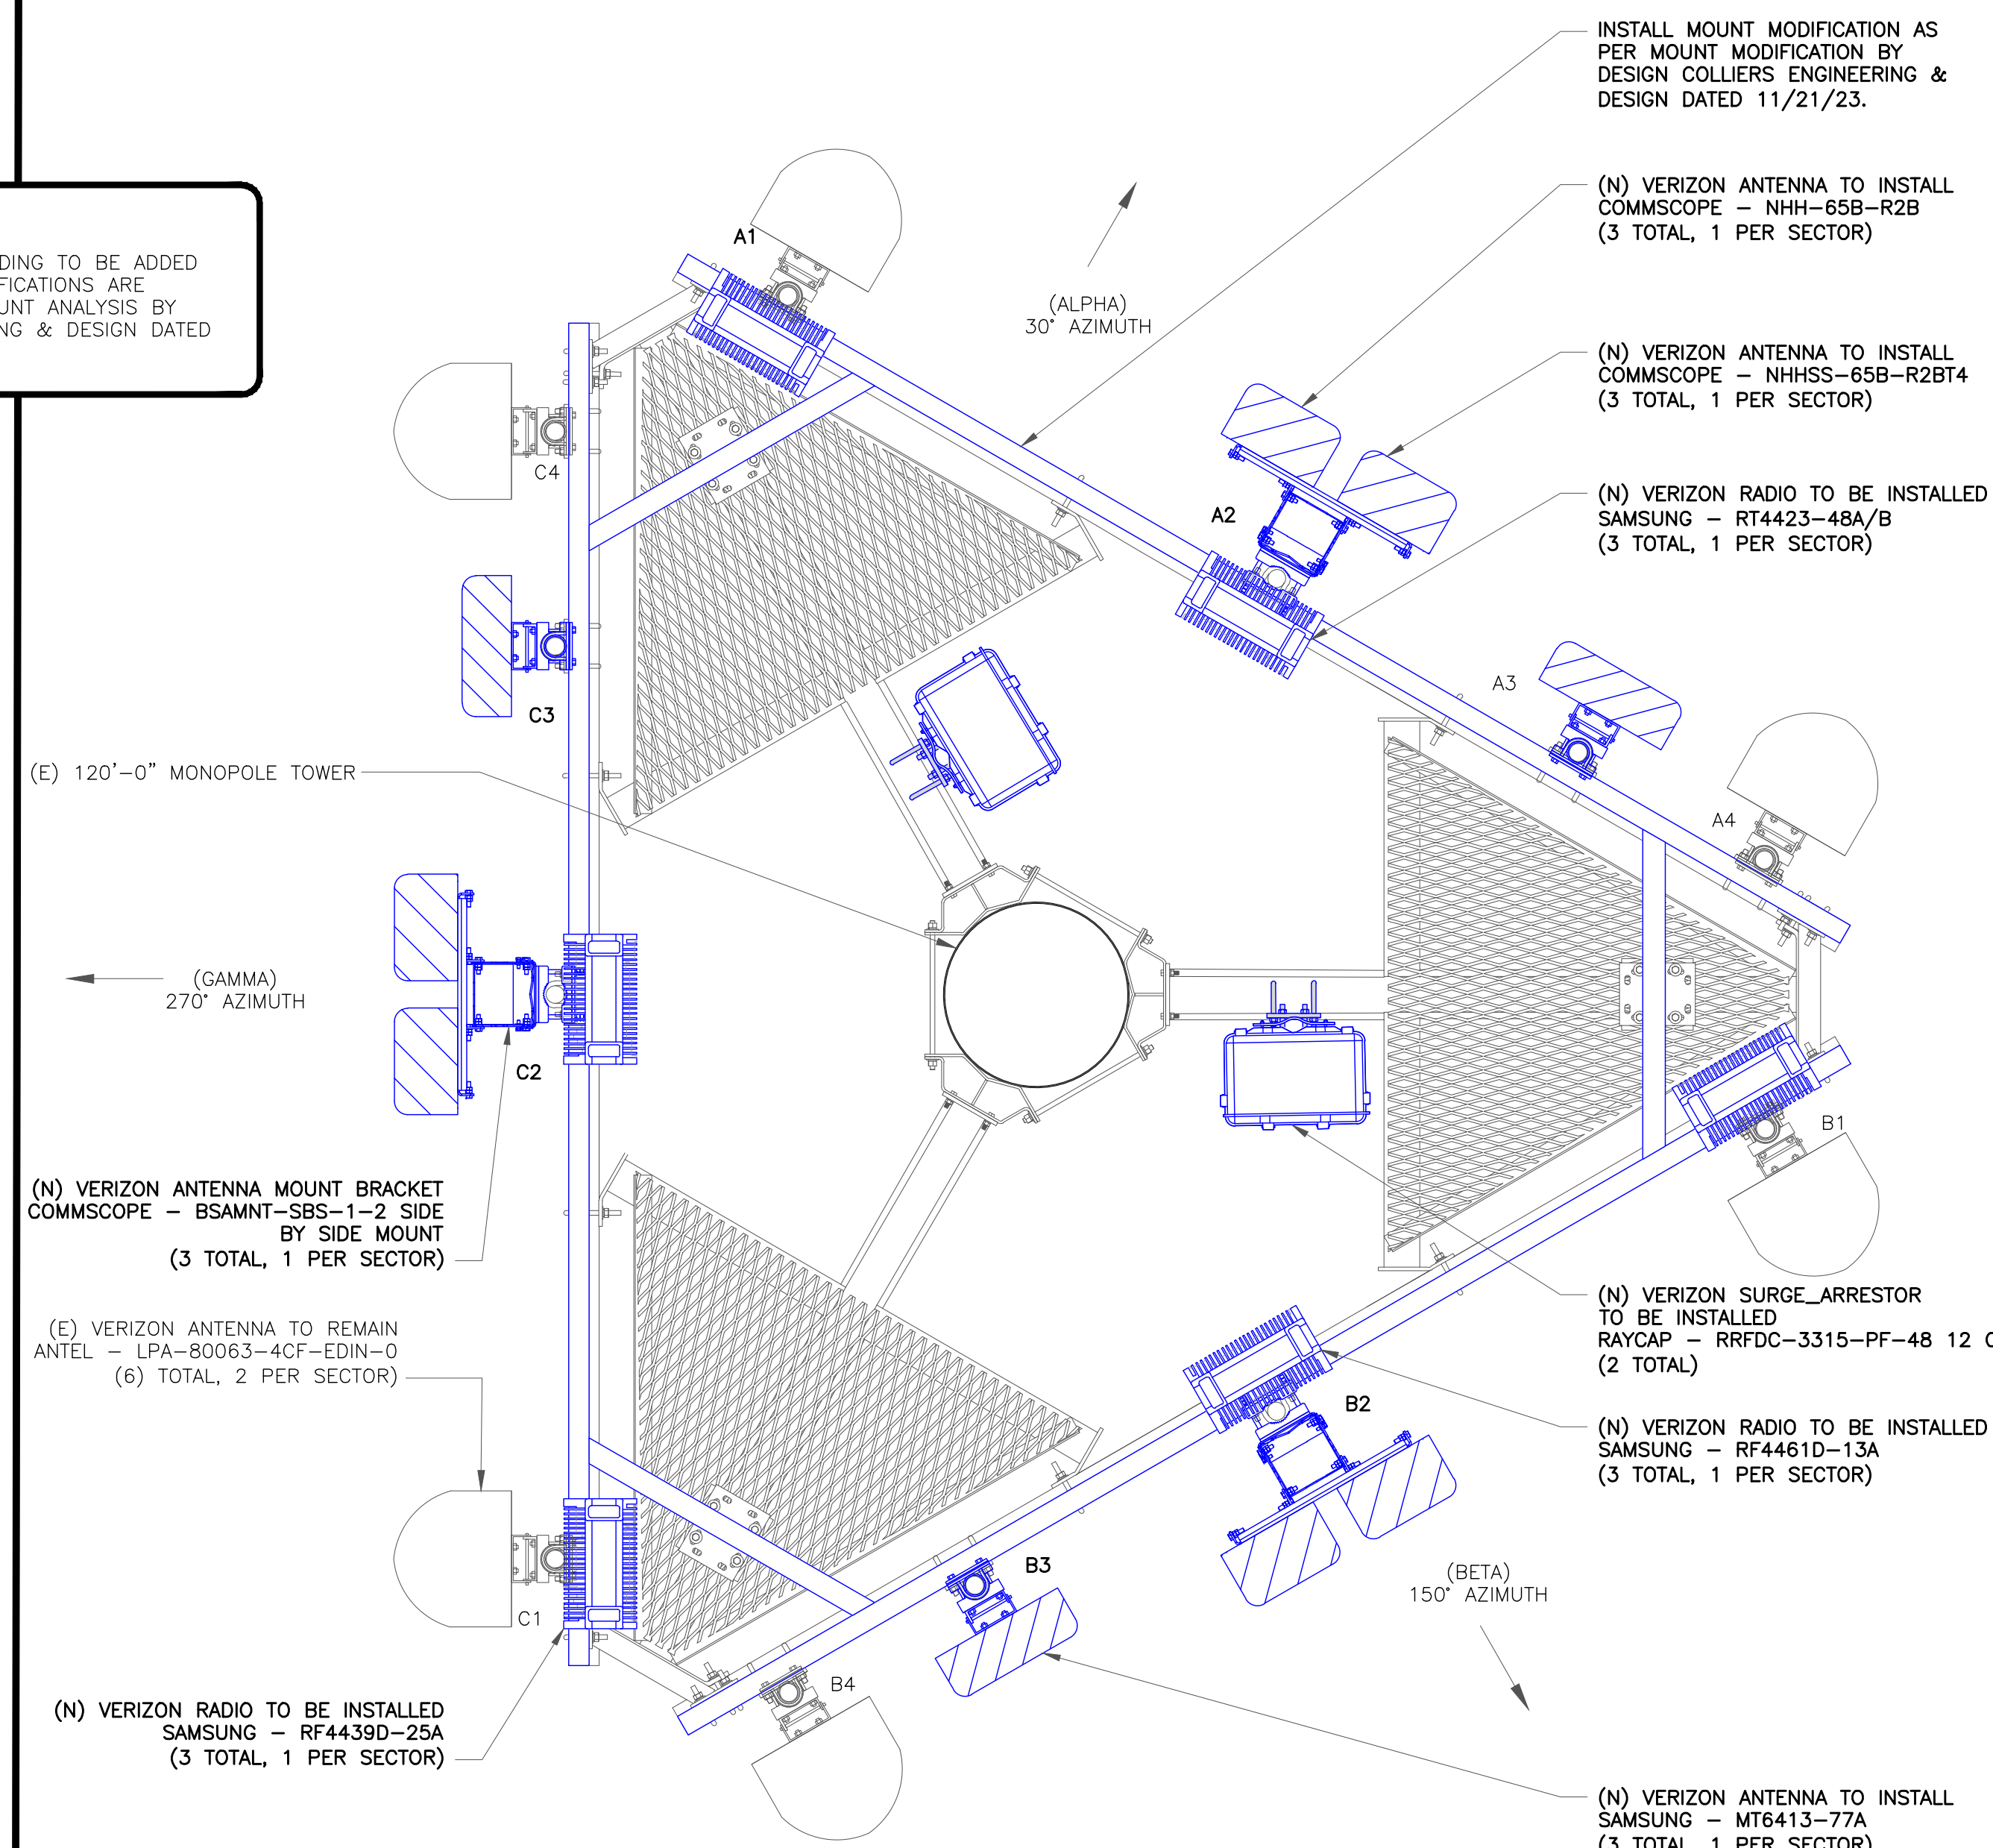 INSTALL MOUNT MODIFICATION AS
PER MOUNT MODIFICATION BY
DESIGN COLLIERS ENGINEERING &
DESIGN DATED 11/21/23.
(N) VERIZON ANTENNA TO INSTALL
COMMSCOPE - NHH-65B-R2B
(3 TOTAL, 1 PER SECTOR)
TO BE ADDED
ARE
ANALYSIS BY
& DESIGN DATED
A1
(ALPHA)
30° AZIMUTH
(N) VERIZON ANTENNA TO INSTALL
COMMSCOPE - NHHSS-65B-R2BT4
(3 TOTAL, 1 PER SECTOR)
C4
A2
(N) VERIZON RADIO TO BE INSTALLED
SAMSUNG - RT4423-48A/B
(3 TOTAL, 1 PER SECTOR)
C3
A3
(E) 120'-0" MONOPOLE TOWER
A4
(GAMMA)
270° AZIMUTH
C2
B1
(N) VERIZON ANTENNA MOUNT BRACKET
COMMSCOPE - BSAMNT-SBS-1-2 SIDE
BY SIDE MOUNT
(3 TOTAL, 1 PER SECTOR)
(N) VERIZON SURGE_ARRESTOR
TO BE INSTALLED
RAYCAP - RRFDC-3315-PF-48 12
(2 TOTAL)
(E) VERIZON ANTENNA TO REMAIN
ANTEL - LPA-80063-4CF-EDIN-0
(6) TOTAL, 2 PER SECTOR)
B2
(N) VERIZON RADIO TO BE INSTALLED
SAMSUNG - RF4461D-13A
(3 TOTAL, 1 PER SECTOR)
B3
(BETA)
150° AZIMUTH
C1
B4
(N) VERIZON RADIO TO BE INSTALLED
SAMSUNG - RF4439D-25A
(3 TOTAL, 1 PER SECTOR)
(N) VERIZON ANTENNA TO INSTALL
SAMSUNG - MT6413-77A
(3 TOTAL, 1 PER SECTOR)